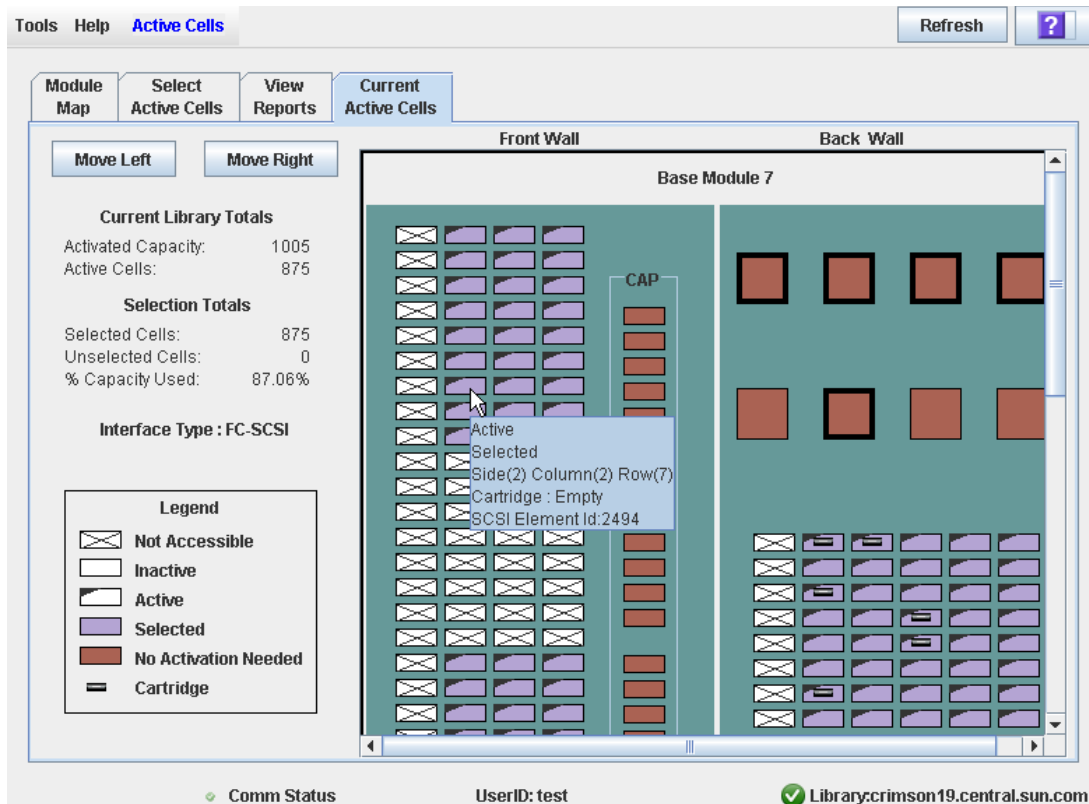 Tools Help Active Cells
Refresh
?
Module Map
Select Active Cells
View Reports
Current Active Cells
Move Left
Move Right
Current Library Totals
Activated Capacity: 1005
Active Cells: 875
Selection Totals
Selected Cells: 875
Unselected Cells: 0
% Capacity Used: 87.06%
Interface Type : FC-SCSI
Legend
Not Accessible
Inactive
Active
Selected
No Activation Needed
Cartridge
Front Wall
Back Wall
Base Module 7
CAP
Active
Selected
Side(2) Column(2) Row(7)
Cartridge : Empty
SCSI Element Id:2494
Comm Status
UserID: test
Library:crimson19.central.sun.com